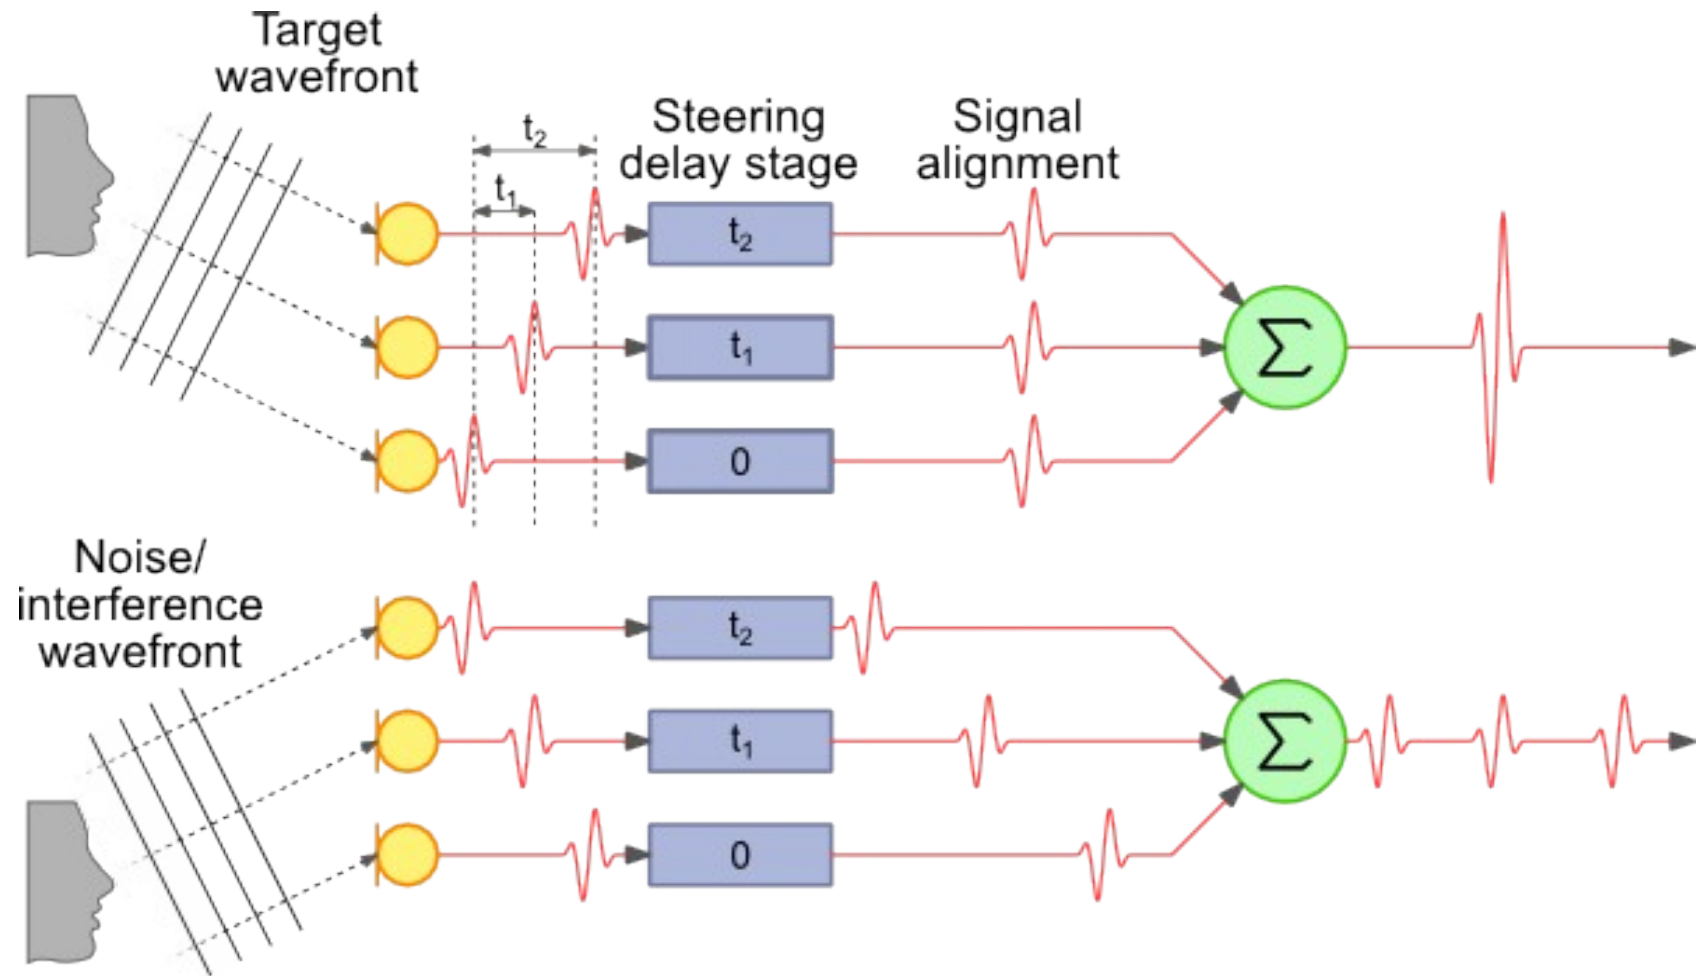 Target
wavefront
t₂
t₁
Steering
delay stage
Signal
alignment
t₂
t₁
0
Σ
Noise/
interference
wavefront
t₂
t₁
0
Σ